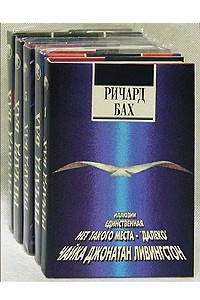 РИЧАРД
БАХ
ИЛЛЮЗИИ
ЕДИНСТВЕННАЯ
НЕТ ТАКОГО МЕСТА - "ДАЛЕКО"
ЧАЙКА ДЖОНАТАН ЛИВИНГСТОН